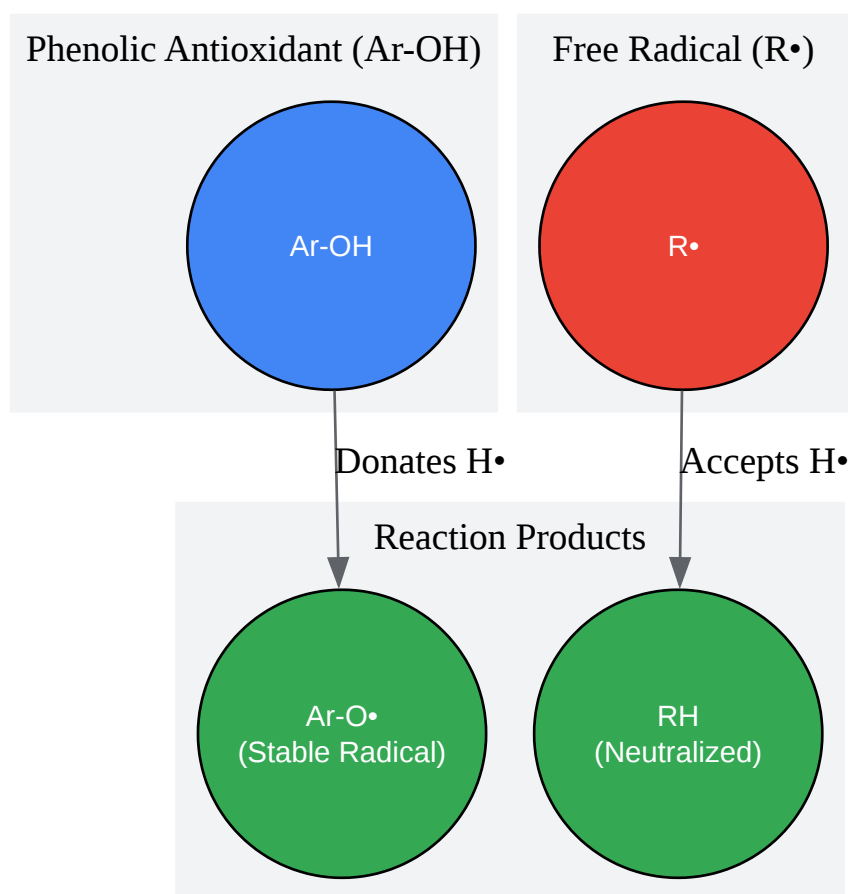 Phenolic Antioxidant (Ar-OH)
Free Radical (R•)
Ar-OH
R•
Donates H•
Accepts H•
Reaction Products
Ar-O•
(Stable Radical)
RH
(Neutralized)